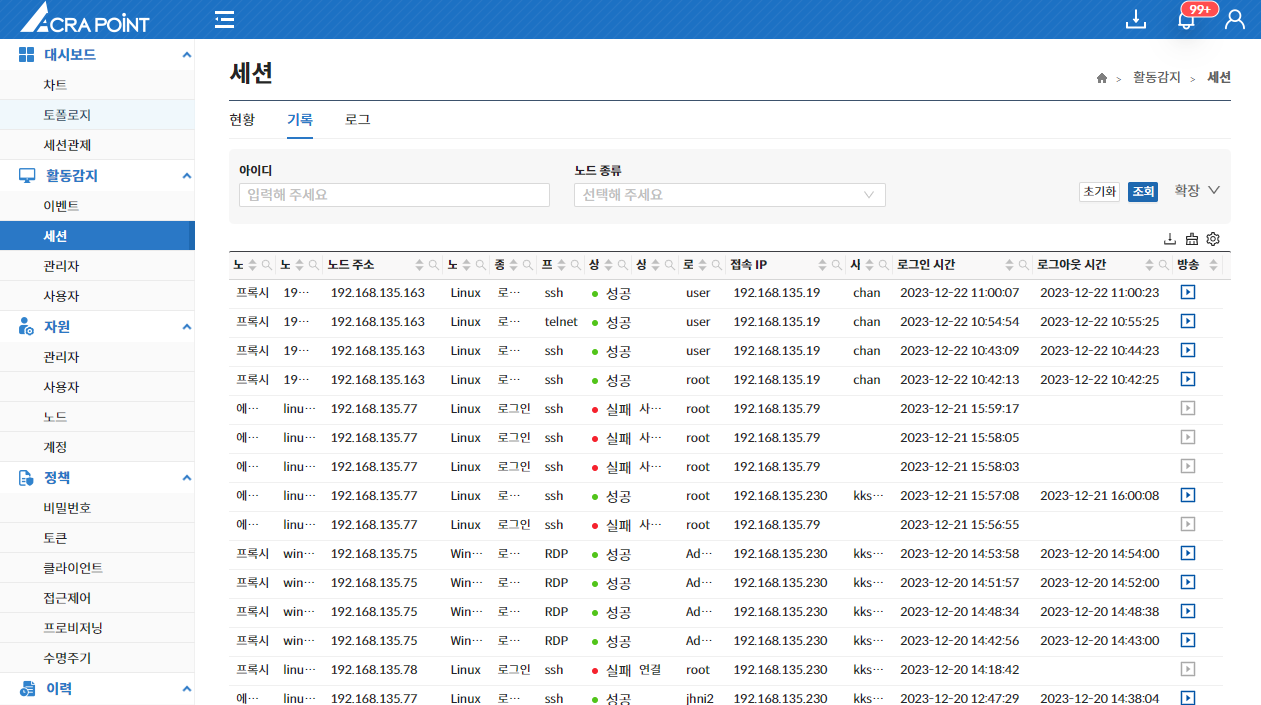 ACRA POINT
99+
대시보드
차트
토폴로지
세션관제
활동감지
이벤트
세션
관리자
사용자
자원
관리자
사용자
노드
계정
정책
비밀번호
토큰
클라이언트
접근제어
프로비저닝
수명주기
이력
세션
> 활동감지 > 세션
현황 기록 로그
아이디 노드 종류
입력해 주세요 선택해 주세요 초기화 조회 확장
노 노 노드 주소 노 종 프 상 상 로 접속 IP 시 로그인 시간 로그아웃 시간 방송
프록시 19··· 192.168.135.163 Linux 로··· ssh 성공 user 192.168.135.19 chan 2023-12-22 11:00:07 2023-12-22 11:00:23
프록시 19··· 192.168.135.163 Linux 로··· telnet 성공 user 192.168.135.19 chan 2023-12-22 10:54:54 2023-12-22 10:55:25
프록시 19··· 192.168.135.163 Linux 로··· ssh 성공 user 192.168.135.19 chan 2023-12-22 10:43:09 2023-12-22 10:44:23
프록시 19··· 192.168.135.163 Linux 로··· ssh 성공 root 192.168.135.19 chan 2023-12-22 10:42:13 2023-12-22 10:42:25
에··· linu··· 192.168.135.77 Linux 로그인 ssh 실패 사··· root 192.168.135.79 2023-12-21 15:59:17
에··· linu··· 192.168.135.77 Linux 로그인 ssh 실패 사··· root 192.168.135.79 2023-12-21 15:58:05
에··· linu··· 192.168.135.77 Linux 로그인 ssh 실패 사··· root 192.168.135.79 2023-12-21 15:58:03
에··· linu··· 192.168.135.77 Linux 로··· ssh 성공 root 192.168.135.230 kks··· 2023-12-21 15:57:08 2023-12-21 16:00:08
에··· linu··· 192.168.135.77 Linux 로그인 ssh 실패 사··· root 192.168.135.79 2023-12-21 15:56:55
프록시 win··· 192.168.135.75 Win··· 로··· RDP 성공 Ad··· 192.168.135.230 kks··· 2023-12-20 14:53:58 2023-12-20 14:54:00
프록시 win··· 192.168.135.75 Win··· 로··· RDP 성공 Ad··· 192.168.135.230 kks··· 2023-12-20 14:51:57 2023-12-20 14:52:00
프록시 win··· 192.168.135.75 Win··· 로··· RDP 성공 Ad··· 192.168.135.230 kks··· 2023-12-20 14:48:34 2023-12-20 14:48:38
프록시 win··· 192.168.135.75 Win··· 로··· RDP 성공 Ad··· 192.168.135.230 kks··· 2023-12-20 14:42:56 2023-12-20 14:43:00
프록시 linu··· 192.168.135.78 Linux 로그인 ssh 실패 연결 root 192.168.135.230 kks··· 2023-12-20 14:18:42
에··· linu··· 192.168.135.77 Linux 로··· ssh 성공 jhni2 192.168.135.230 kks··· 2023-12-20 12:47:29 2023-12-20 14:38:04